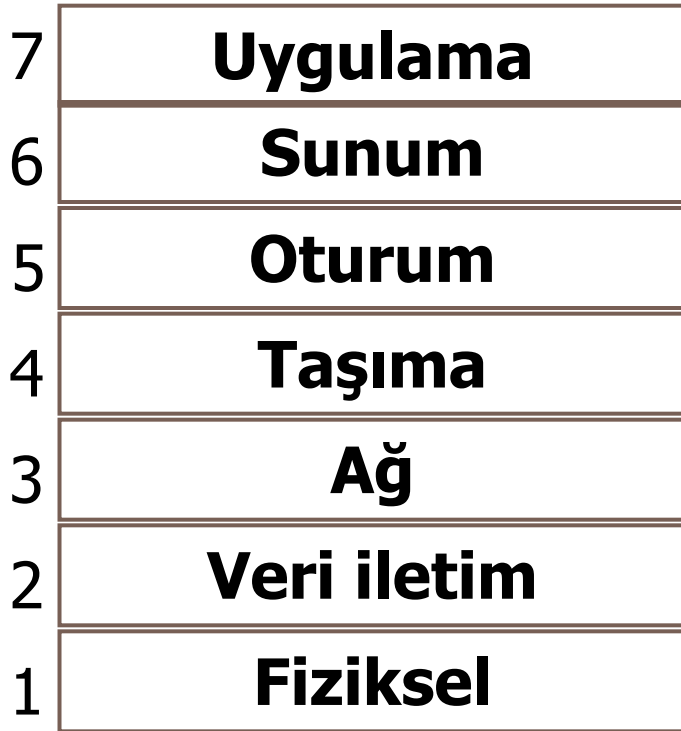 7 Uygulama
6 Sunum
5 Oturum
4 Taşıma
3 Ağ
2 Veri iletim
1 Fiziksel